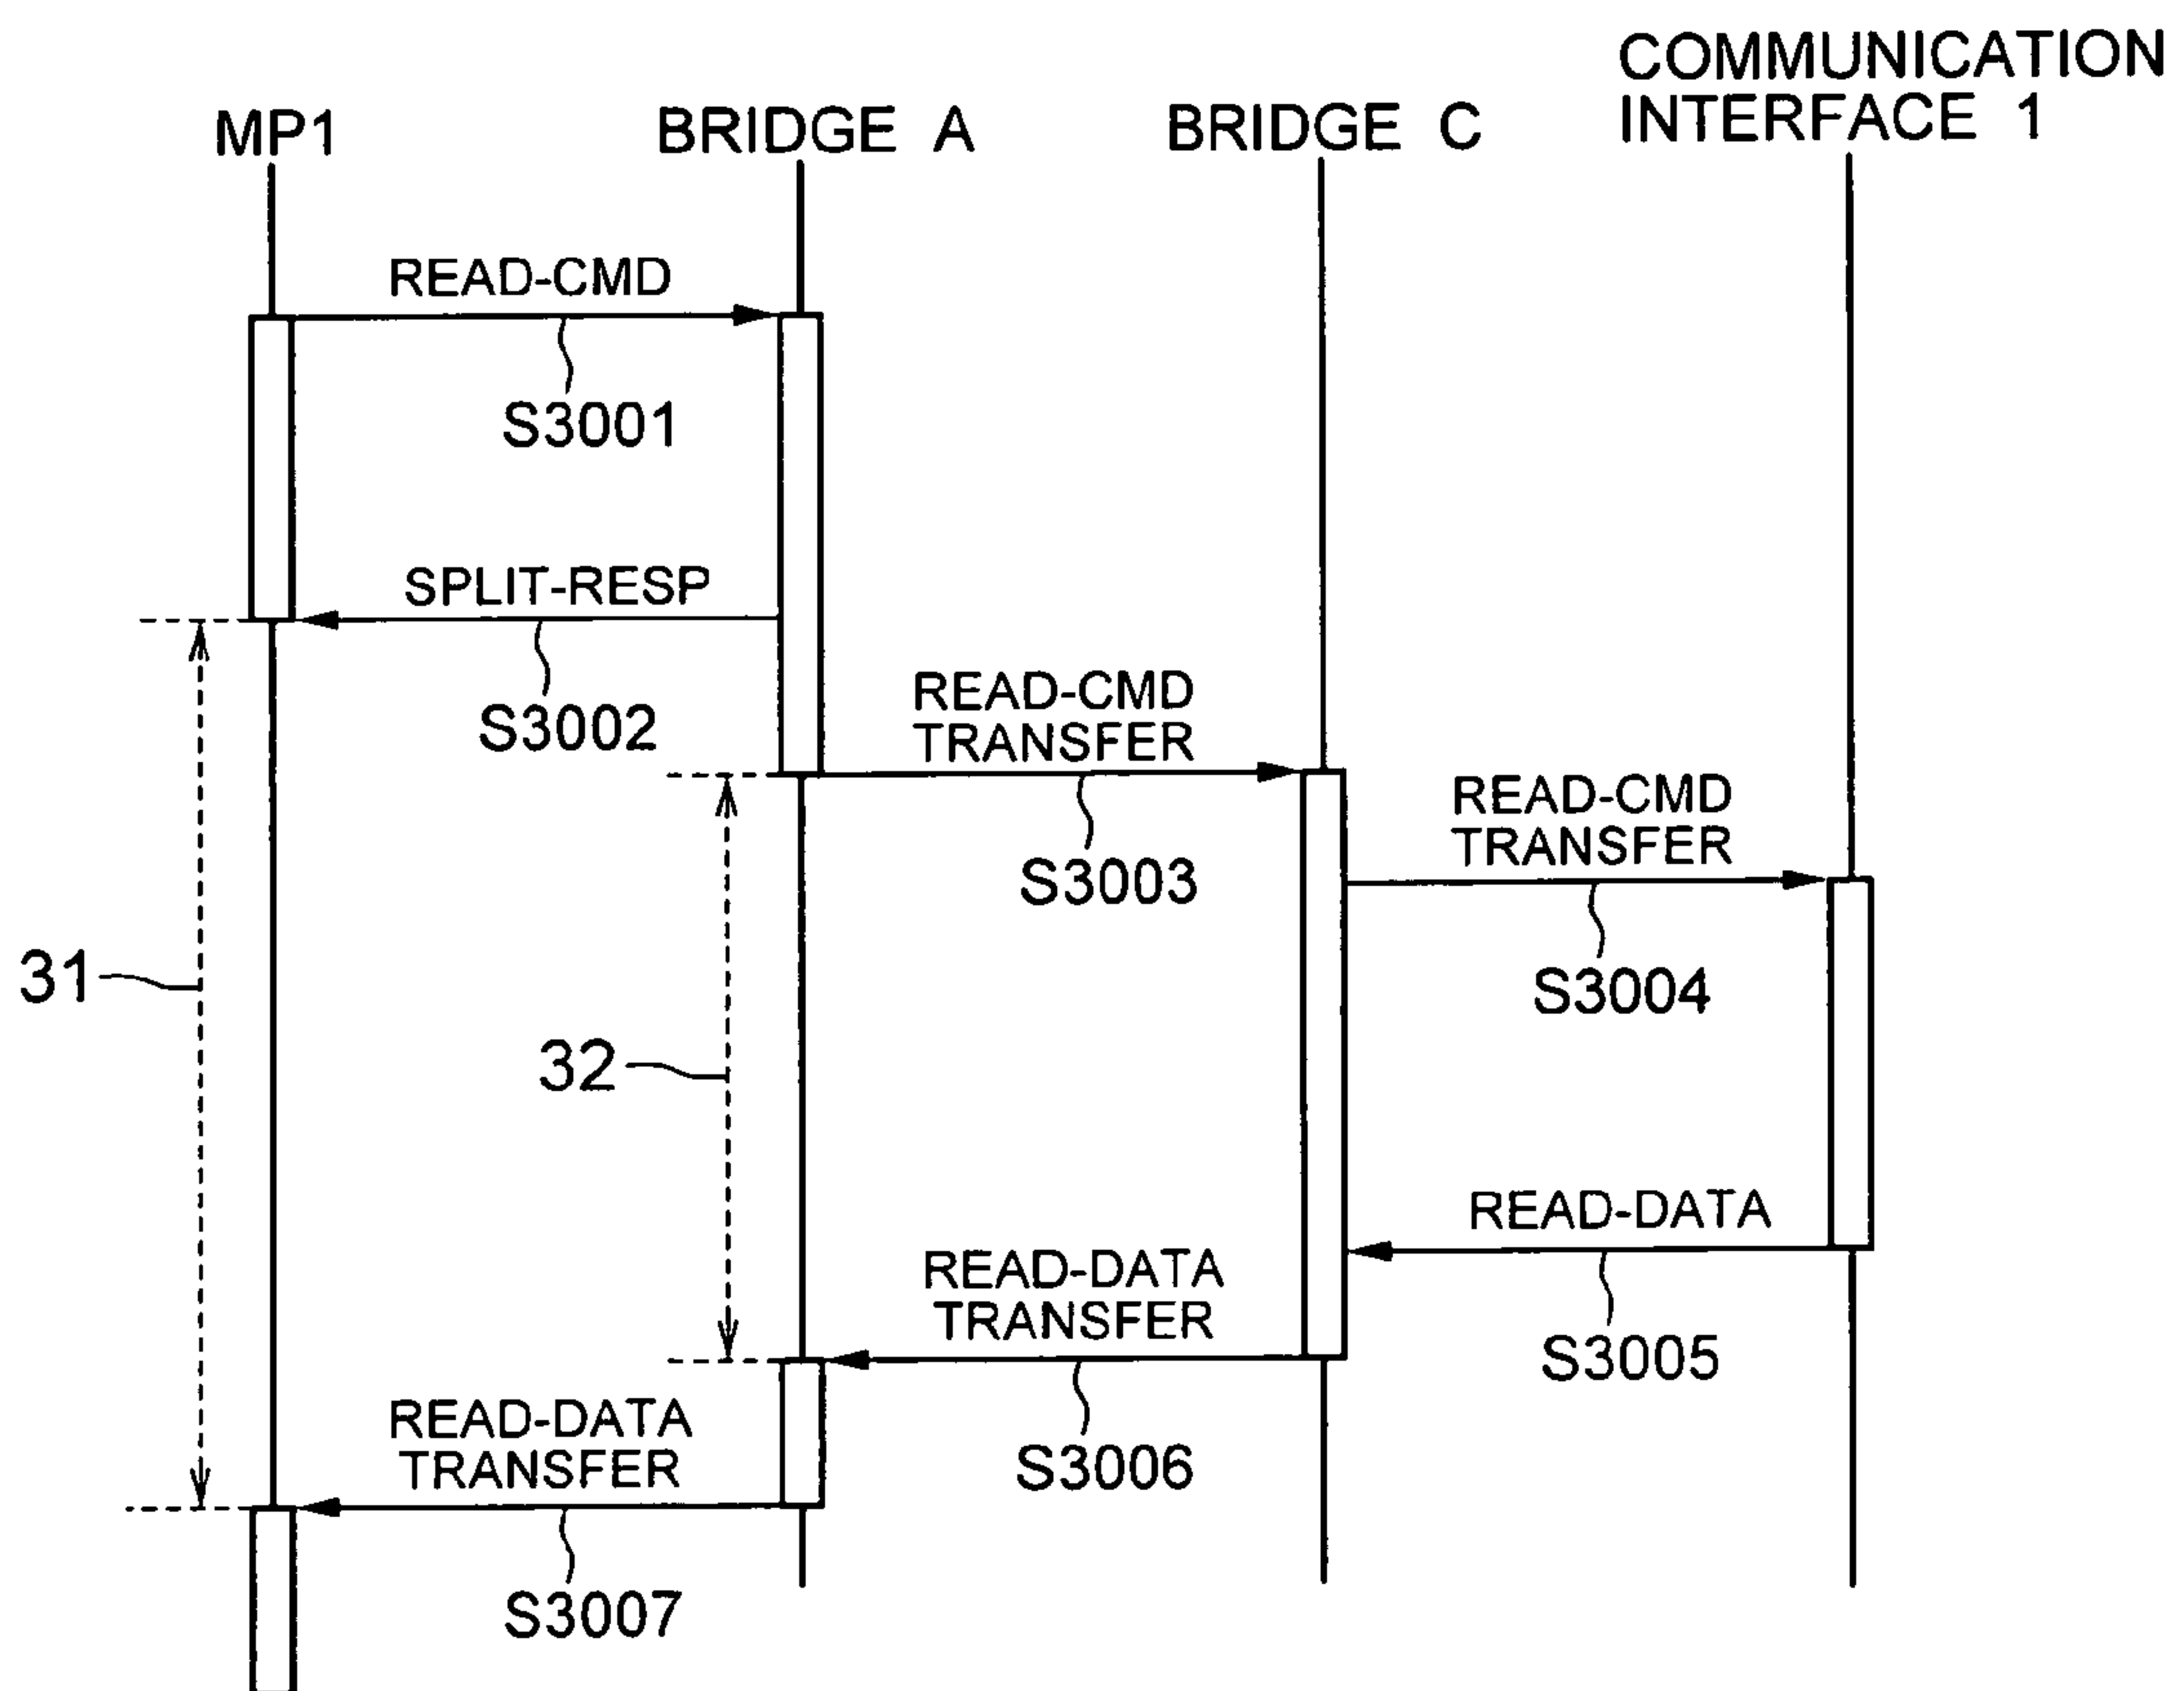 COMMUNICATION
INTERFACE 1
MP1
BRIDGE A
BRIDGE C
READ-CMD
S3001
SPLIT-RESP
S3002
READ-CMD
TRANSFER
S3003
READ-CMD
TRANSFER
S3004
31
32
READ-DATA
S3005
READ-DATA
TRANSFER
S3006
READ-DATA
TRANSFER
S3007